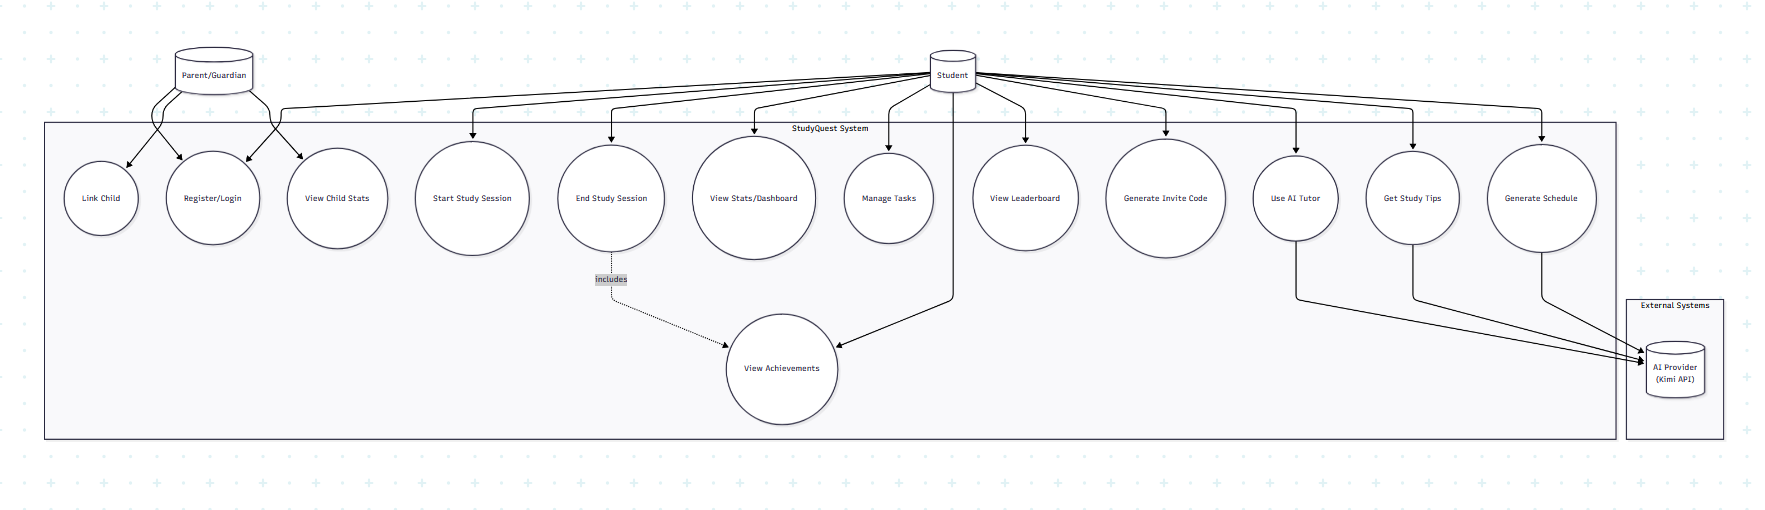 Parent/Guardian
Student
StudyQuest System
Link Child
Register/Login
View Child Stats
Start Study Session
End Study Session
View Stats/Dashboard
Manage Tasks
View Leaderboard
Generate Invite Code
Use AI Tutor
Get Study Tips
Generate Schedule
includes
External Systems
View Achievements
AI Provider
(Kimi API)